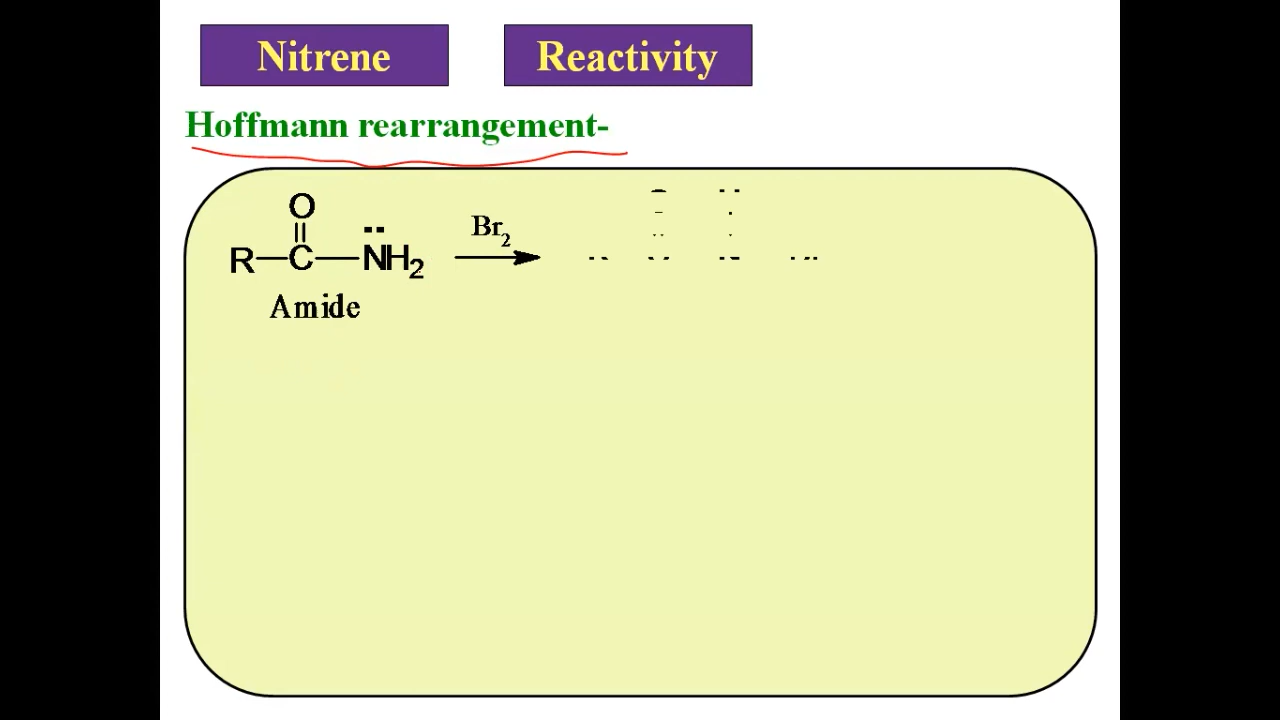 Nitrene Reactivity
Hoffmann rearrangement-
O
R—C—NH₂
Br₂
Amide